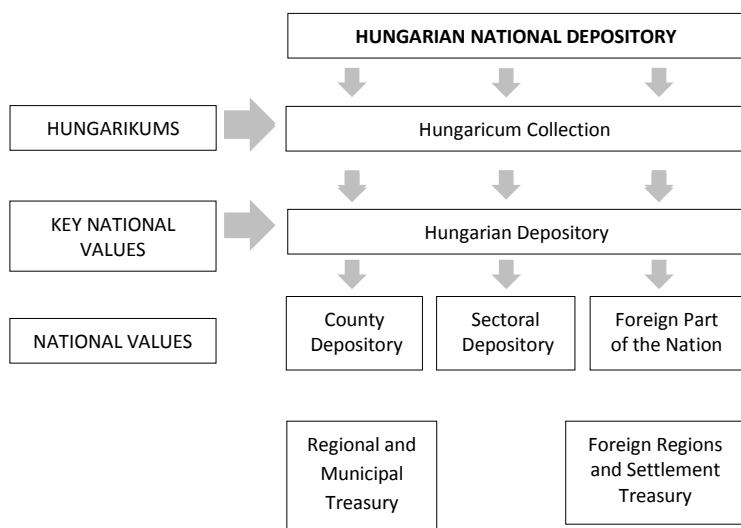 HUNGARIAN NATIONAL DEPOSITORY
HUNGARIKUMS
Hungaricum Collection
KEY NATIONAL
VALUES
Hungarian Depository
NATIONAL VALUES
County
Depository
Sectoral
Depository
Foreign Part
of the Nation
Regional and
Municipal
Treasury
Foreign Regions
and Settlement
Treasury